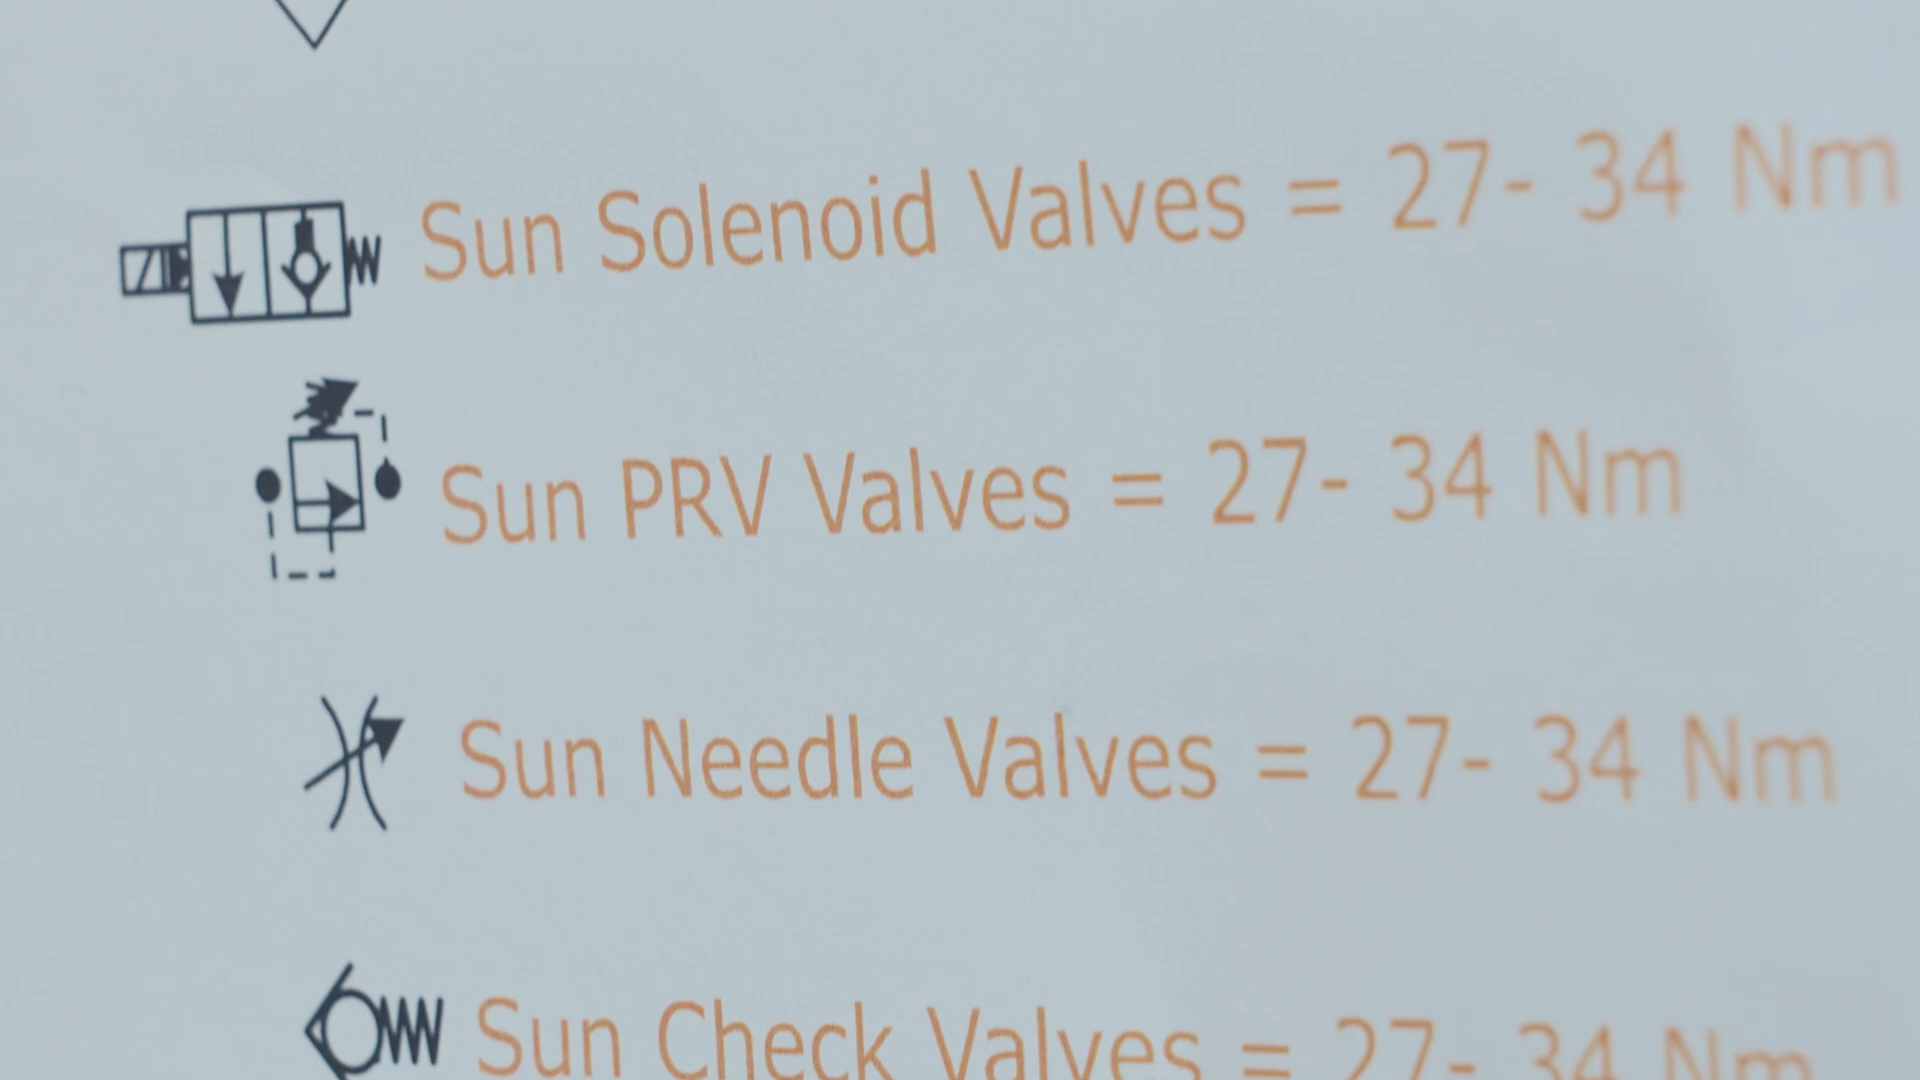 Sun Solenoid Valves = 27- 34 Nm
Sun PRV Valves = 27- 34 Nm
Sun Needle Valves = 27- 34 Nm
Sun Check Valves = 27- 34 Nm